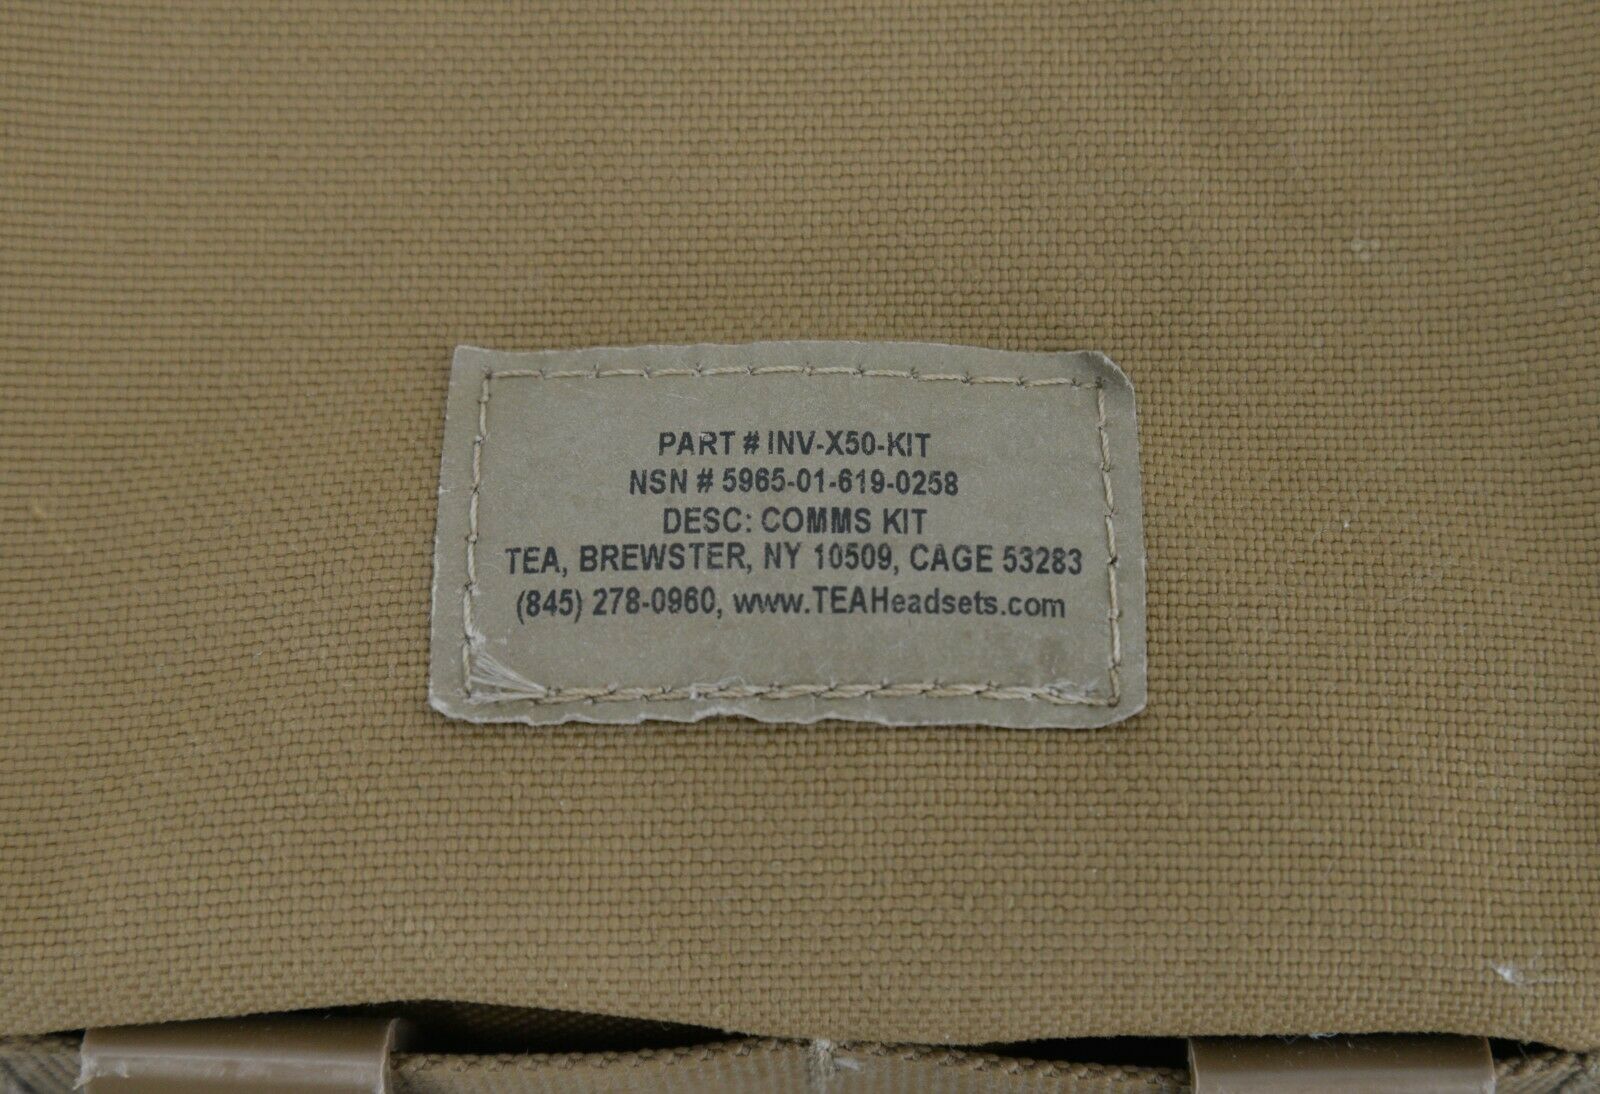 PART # INV-X50-KIT
NSN # 5965-01-619-0258
DESC: COMMS KIT
TEA, BREWSTER, NY 10509, CAGE 53283
(845) 278-0960, www.TEAHeadsets.com